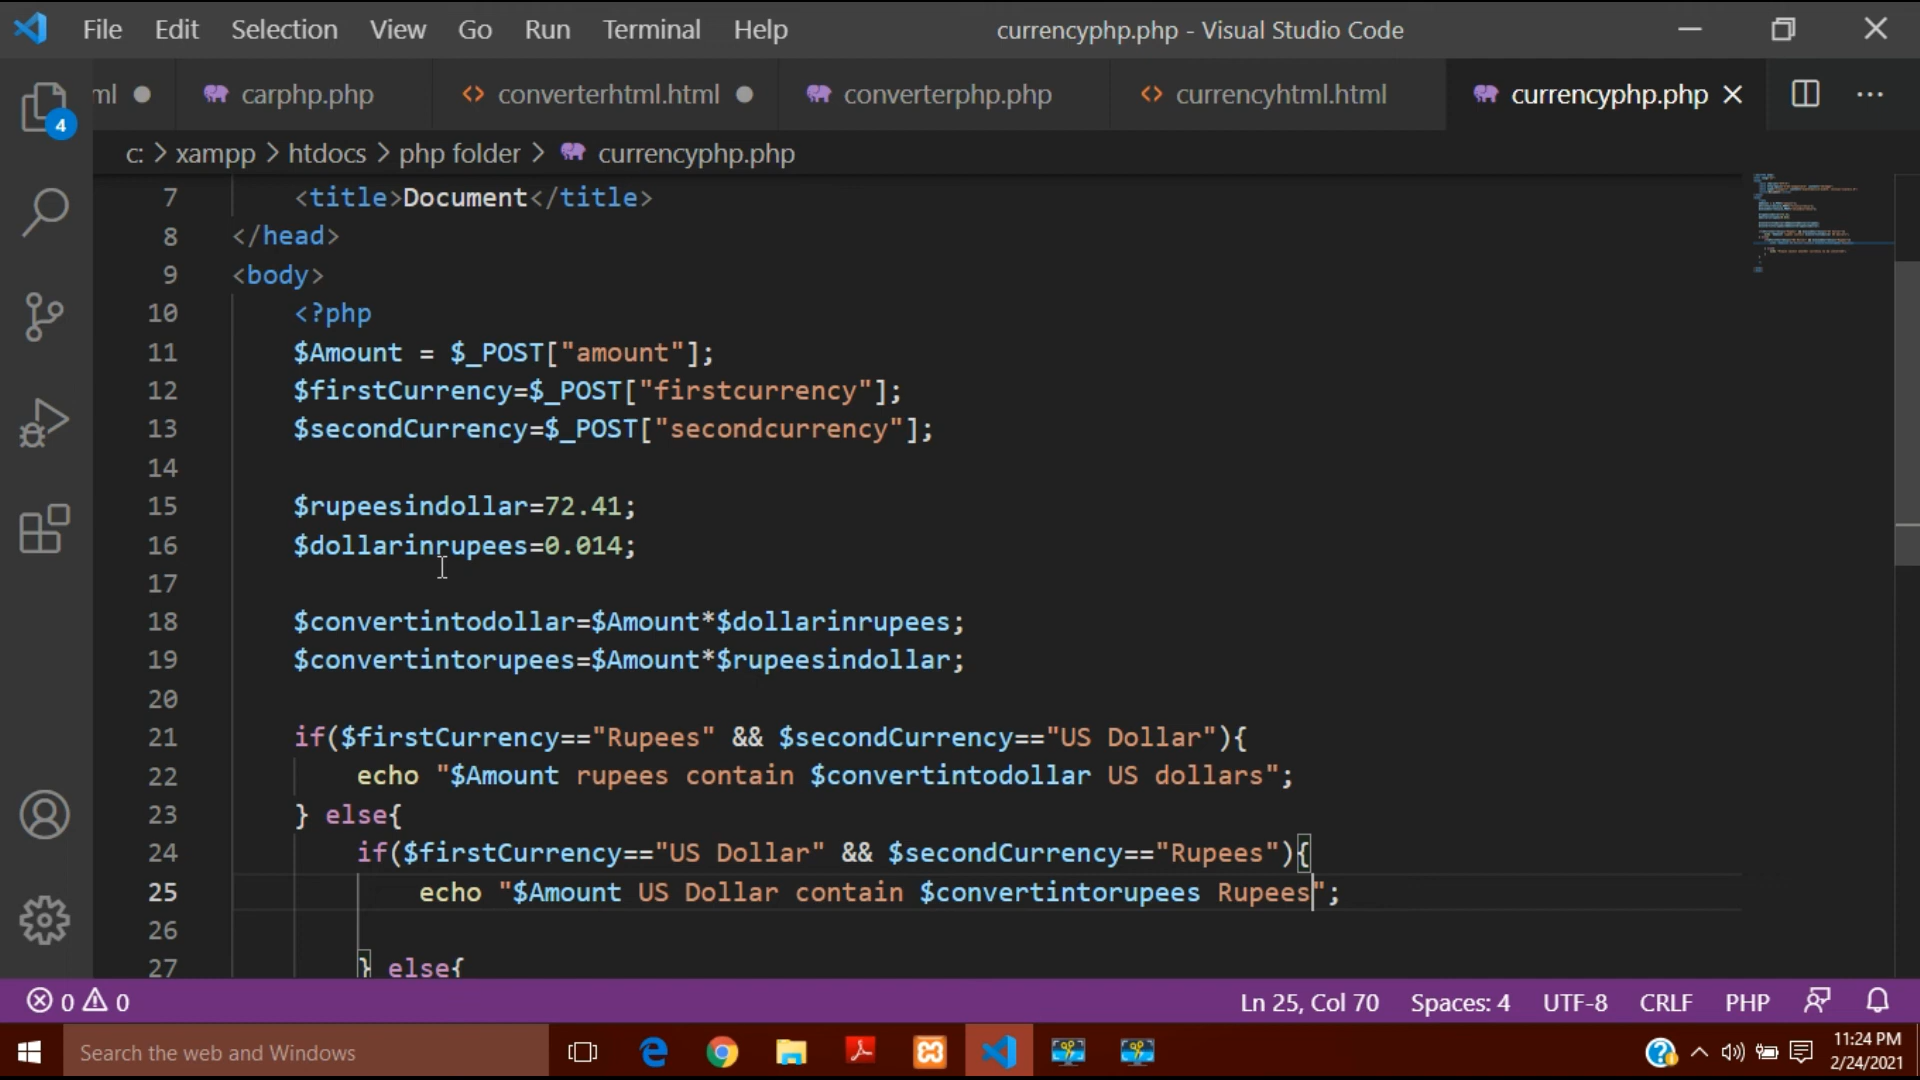 File Edit Selection View Go Run Terminal Help currencyphp.php - Visual Studio Code
ml carphp.php converterhtml.html converterphp.php currencyhtml.html currencyphp.php
4
c: > xampp > htdocs > php folder > currencyphp.php
7 <title>Document</title>
8 </head>
9 <body>
10 <?php
11 $Amount = $_POST["amount"];
12 $firstCurrency=$_POST["firstcurrency"];
13 $secondCurrency=$_POST["secondcurrency"];
14
15 $rupeesindollar=72.41;
16 $dollarinrupees=0.014;
17
18 $convertintodollar=$Amount*$dollarinrupees;
19 $convertintorupees=$Amount*$rupeesindollar;
20
21 if($firstCurrency=="Rupees" && $secondCurrency=="US Dollar"){
22 echo "$Amount rupees contain $convertintodollar US dollars";
23 } else{
24 if($firstCurrency=="US Dollar" && $secondCurrency=="Rupees"){
25 echo "$Amount US Dollar contain $convertintorupees Rupees";
26
27 } else{
0 0 Ln 25, Col 70 Spaces: 4 UTF-8 CRLF PHP
Search the web and Windows
11:24 PM
2/24/2021